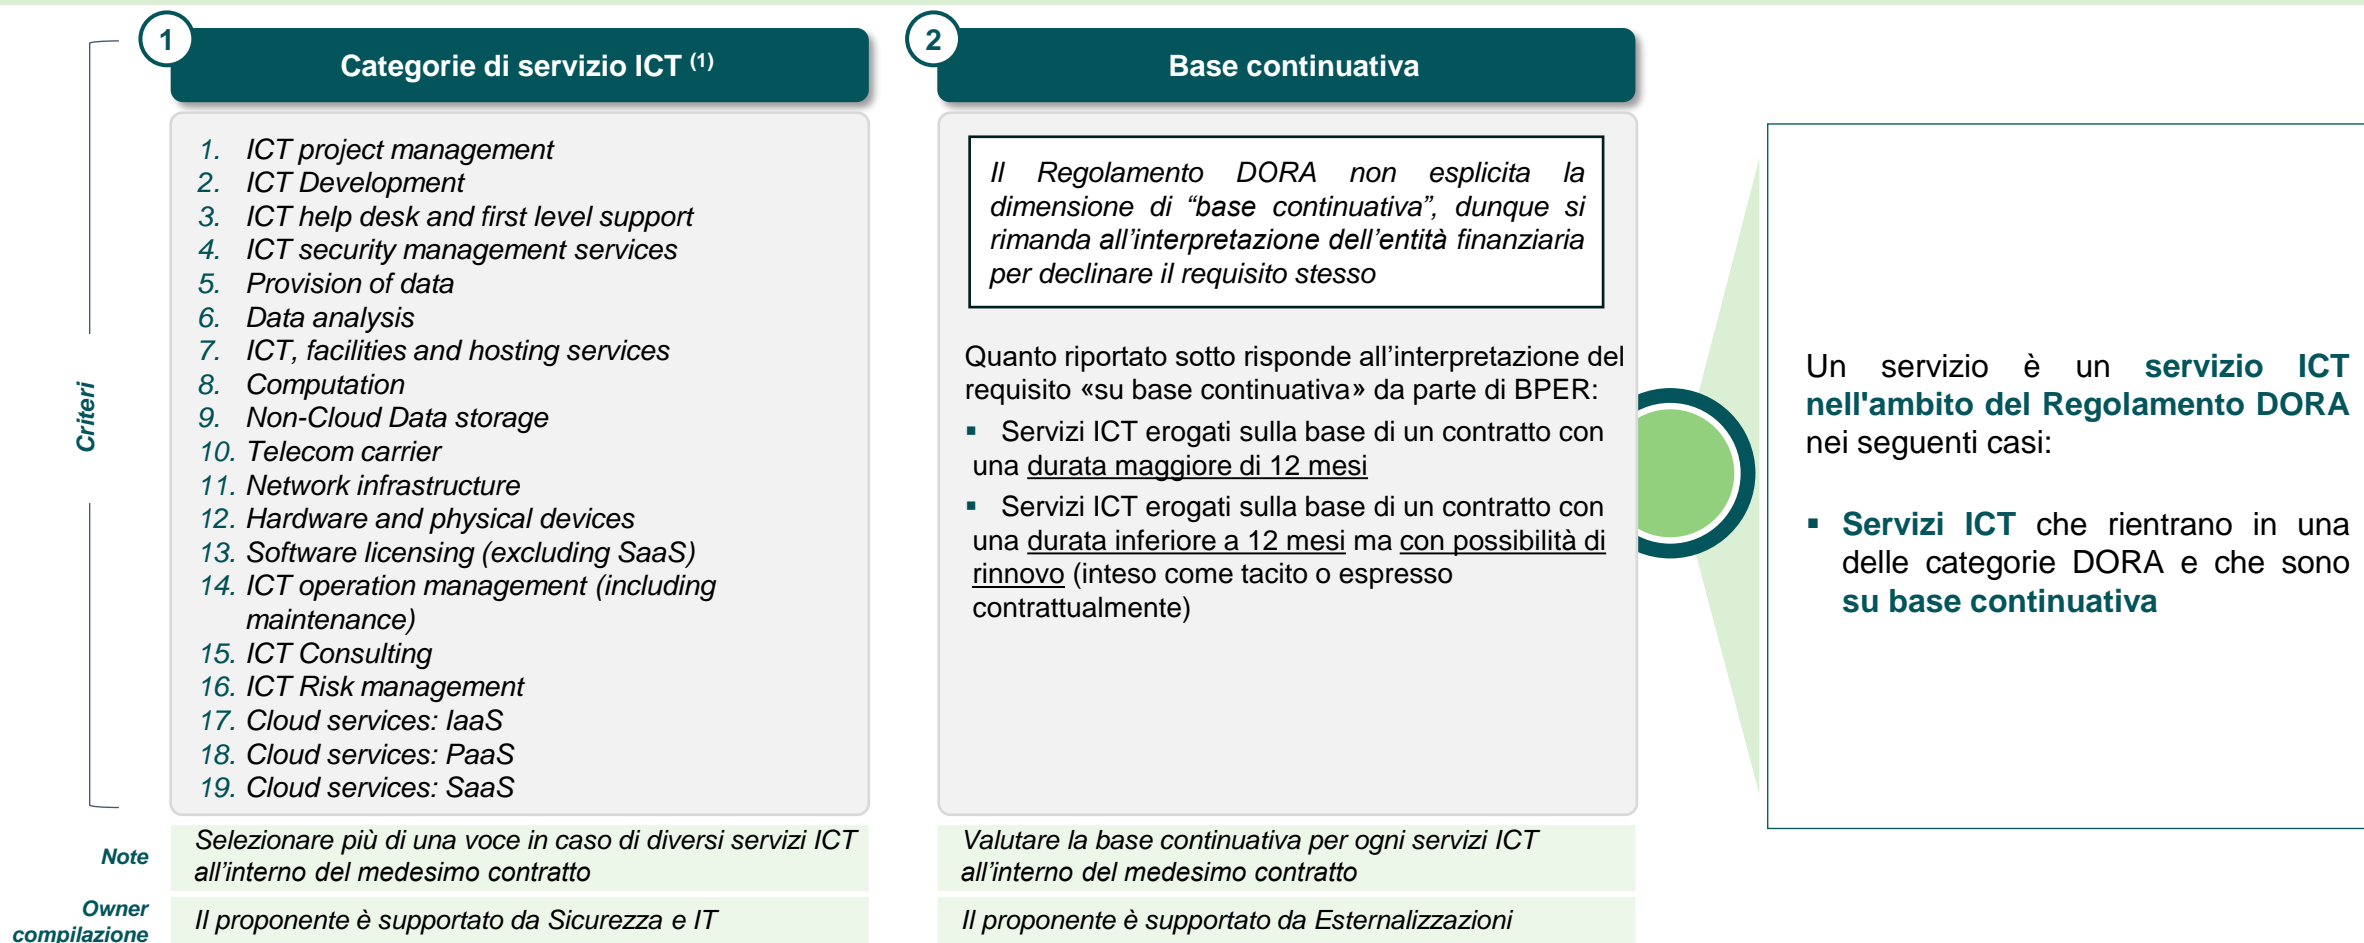 1
Categorie di servizio ICT (1)
1. ICT project management
2. ICT Development
3. ICT help desk and first level support
4. ICT security management services
5. Provision of data
6. Data analysis
7. ICT, facilities and hosting services
8. Computation
9. Non-Cloud Data storage
10. Telecom carrier
11. Network infrastructure
12. Hardware and physical devices
13. Software licensing (excluding SaaS)
14. ICT operation management (including
maintenance)
15. ICT Consulting
16. ICT Risk management
17. Cloud services: IaaS
18. Cloud services: PaaS
19. Cloud services: SaaS
Criteri
2
Base continuativa
Il Regolamento DORA non esplicita la
dimensione di “base continuativa”, dunque si
rimanda all’interpretazione dell’entità finanziaria
per declinare il requisito stesso
Quanto riportato sotto risponde all’interpretazione del
requisito «su base continuativa» da parte di BPER:
▪ Servizi ICT erogati sulla base di un contratto con
una durata maggiore di 12 mesi
▪ Servizi ICT erogati sulla base di un contratto con
una durata inferiore a 12 mesi ma con possibilità di
rinnovo (inteso come tacito o espresso
contrattualmente)
Un servizio è un servizio ICT
nell'ambito del Regolamento DORA
nei seguenti casi:
▪ Servizi ICT che rientrano in una
delle categorie DORA e che sono
su base continuativa
Note
Selezionare più di una voce in caso di diversi servizi ICT
all’interno del medesimo contratto
Valutare la base continuativa per ogni servizi ICT
all’interno del medesimo contratto
Owner
compilazione
Il proponente è supportato da Sicurezza e IT
Il proponente è supportato da Esternalizzazioni